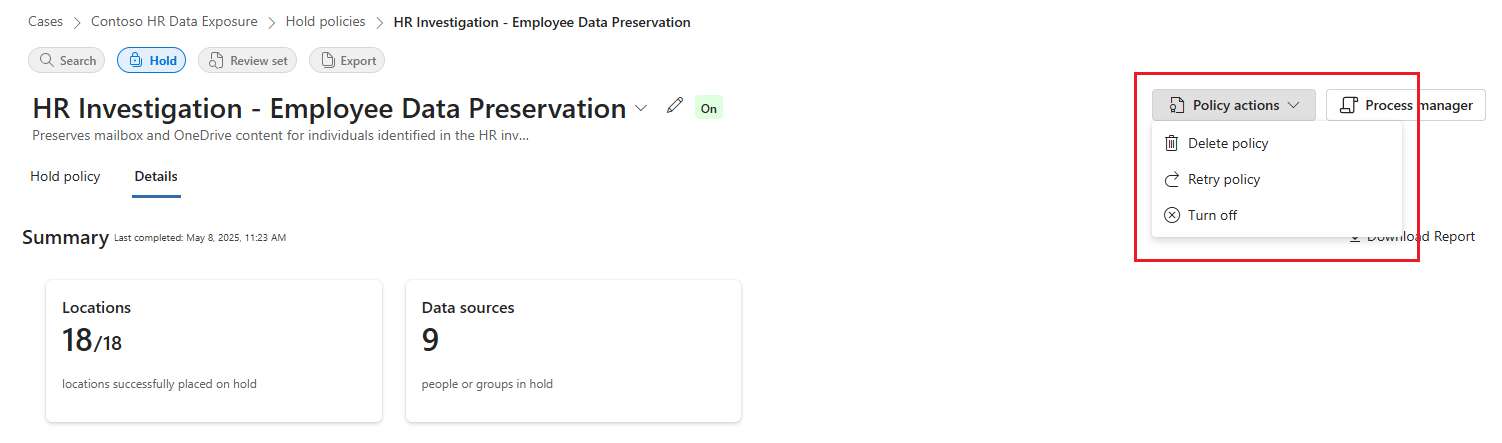 Cases > Contoso HR Data Exposure > Hold policies > HR Investigation - Employee Data Preservation
Search Hold Review set Export
HR Investigation - Employee Data Preservation On
Policy actions Process manager
Preserves mailbox and OneDrive content for individuals identified in the HR inv...
Delete policy
Retry policy
Turn off
Hold policy Details
Summary Last completed: May 8, 2025, 11:23 AM
Download Report
Locations
18/18
locations successfully placed on hold
Data sources
9
people or groups in hold